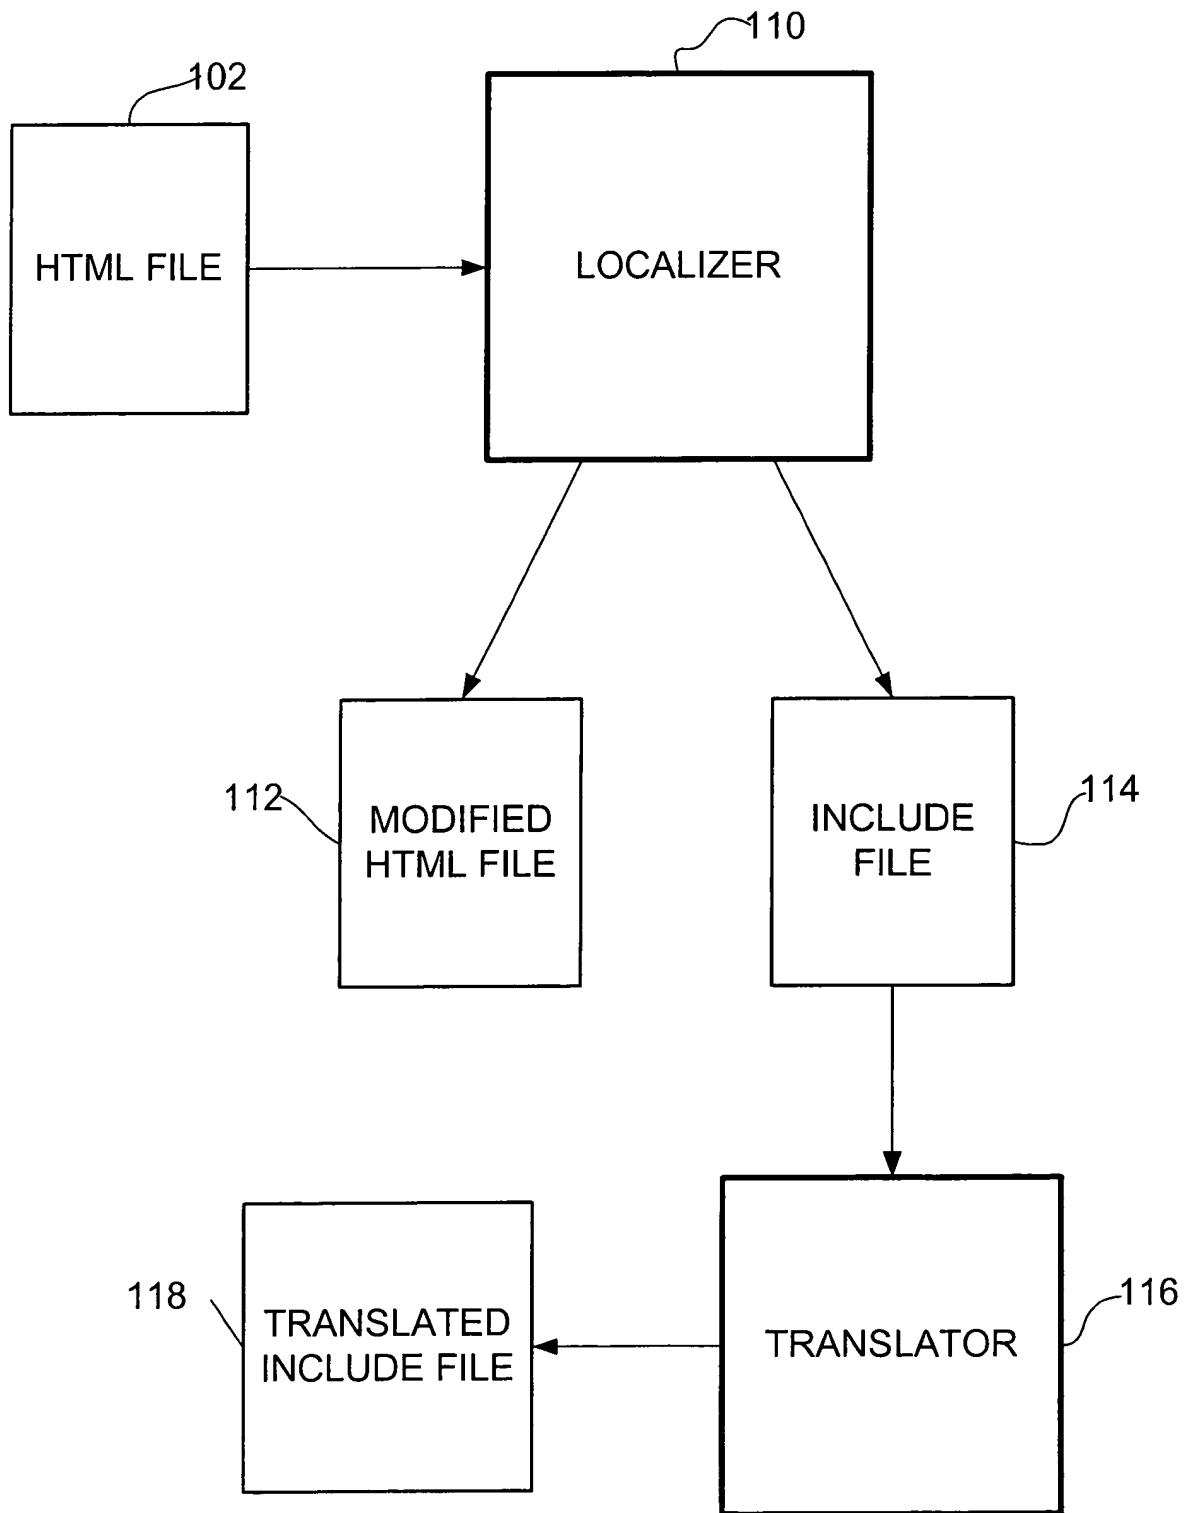 110
102
HTML FILE
LOCALIZER
112
MODIFIED
HTML FILE
INCLUDE
FILE
114
118
TRANSLATED
INCLUDE FILE
TRANSLATOR
116